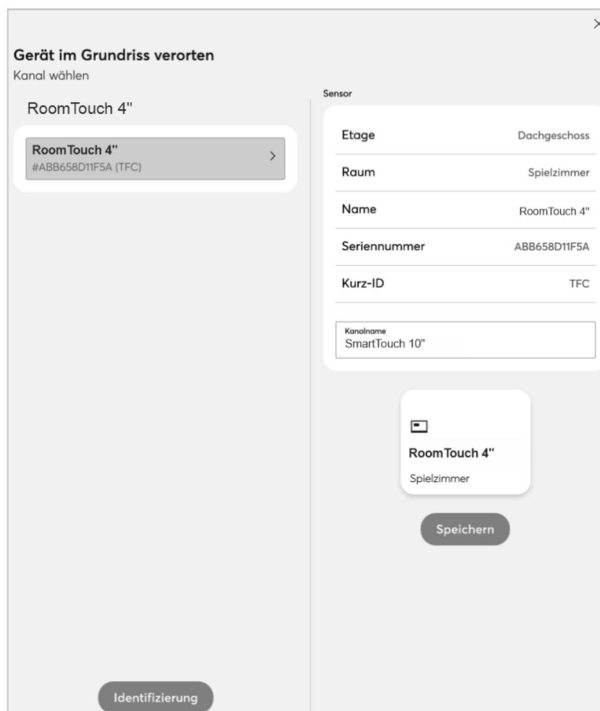 Gerät im Grundriss verorten
Kanal wählen
RoomTouch 4"
RoomTouch 4"
#ABB658D11F5A (TFC)
Identifizierung
Sensor
Etage Dachgeschoss
Raum Spielzimmer
Name RoomTouch 4"
Seriennummer ABB658D11F5A
Kurz-ID TFC
Kanalname
SmartTouch 10"
RoomTouch 4"
Spielzimmer
Speichern